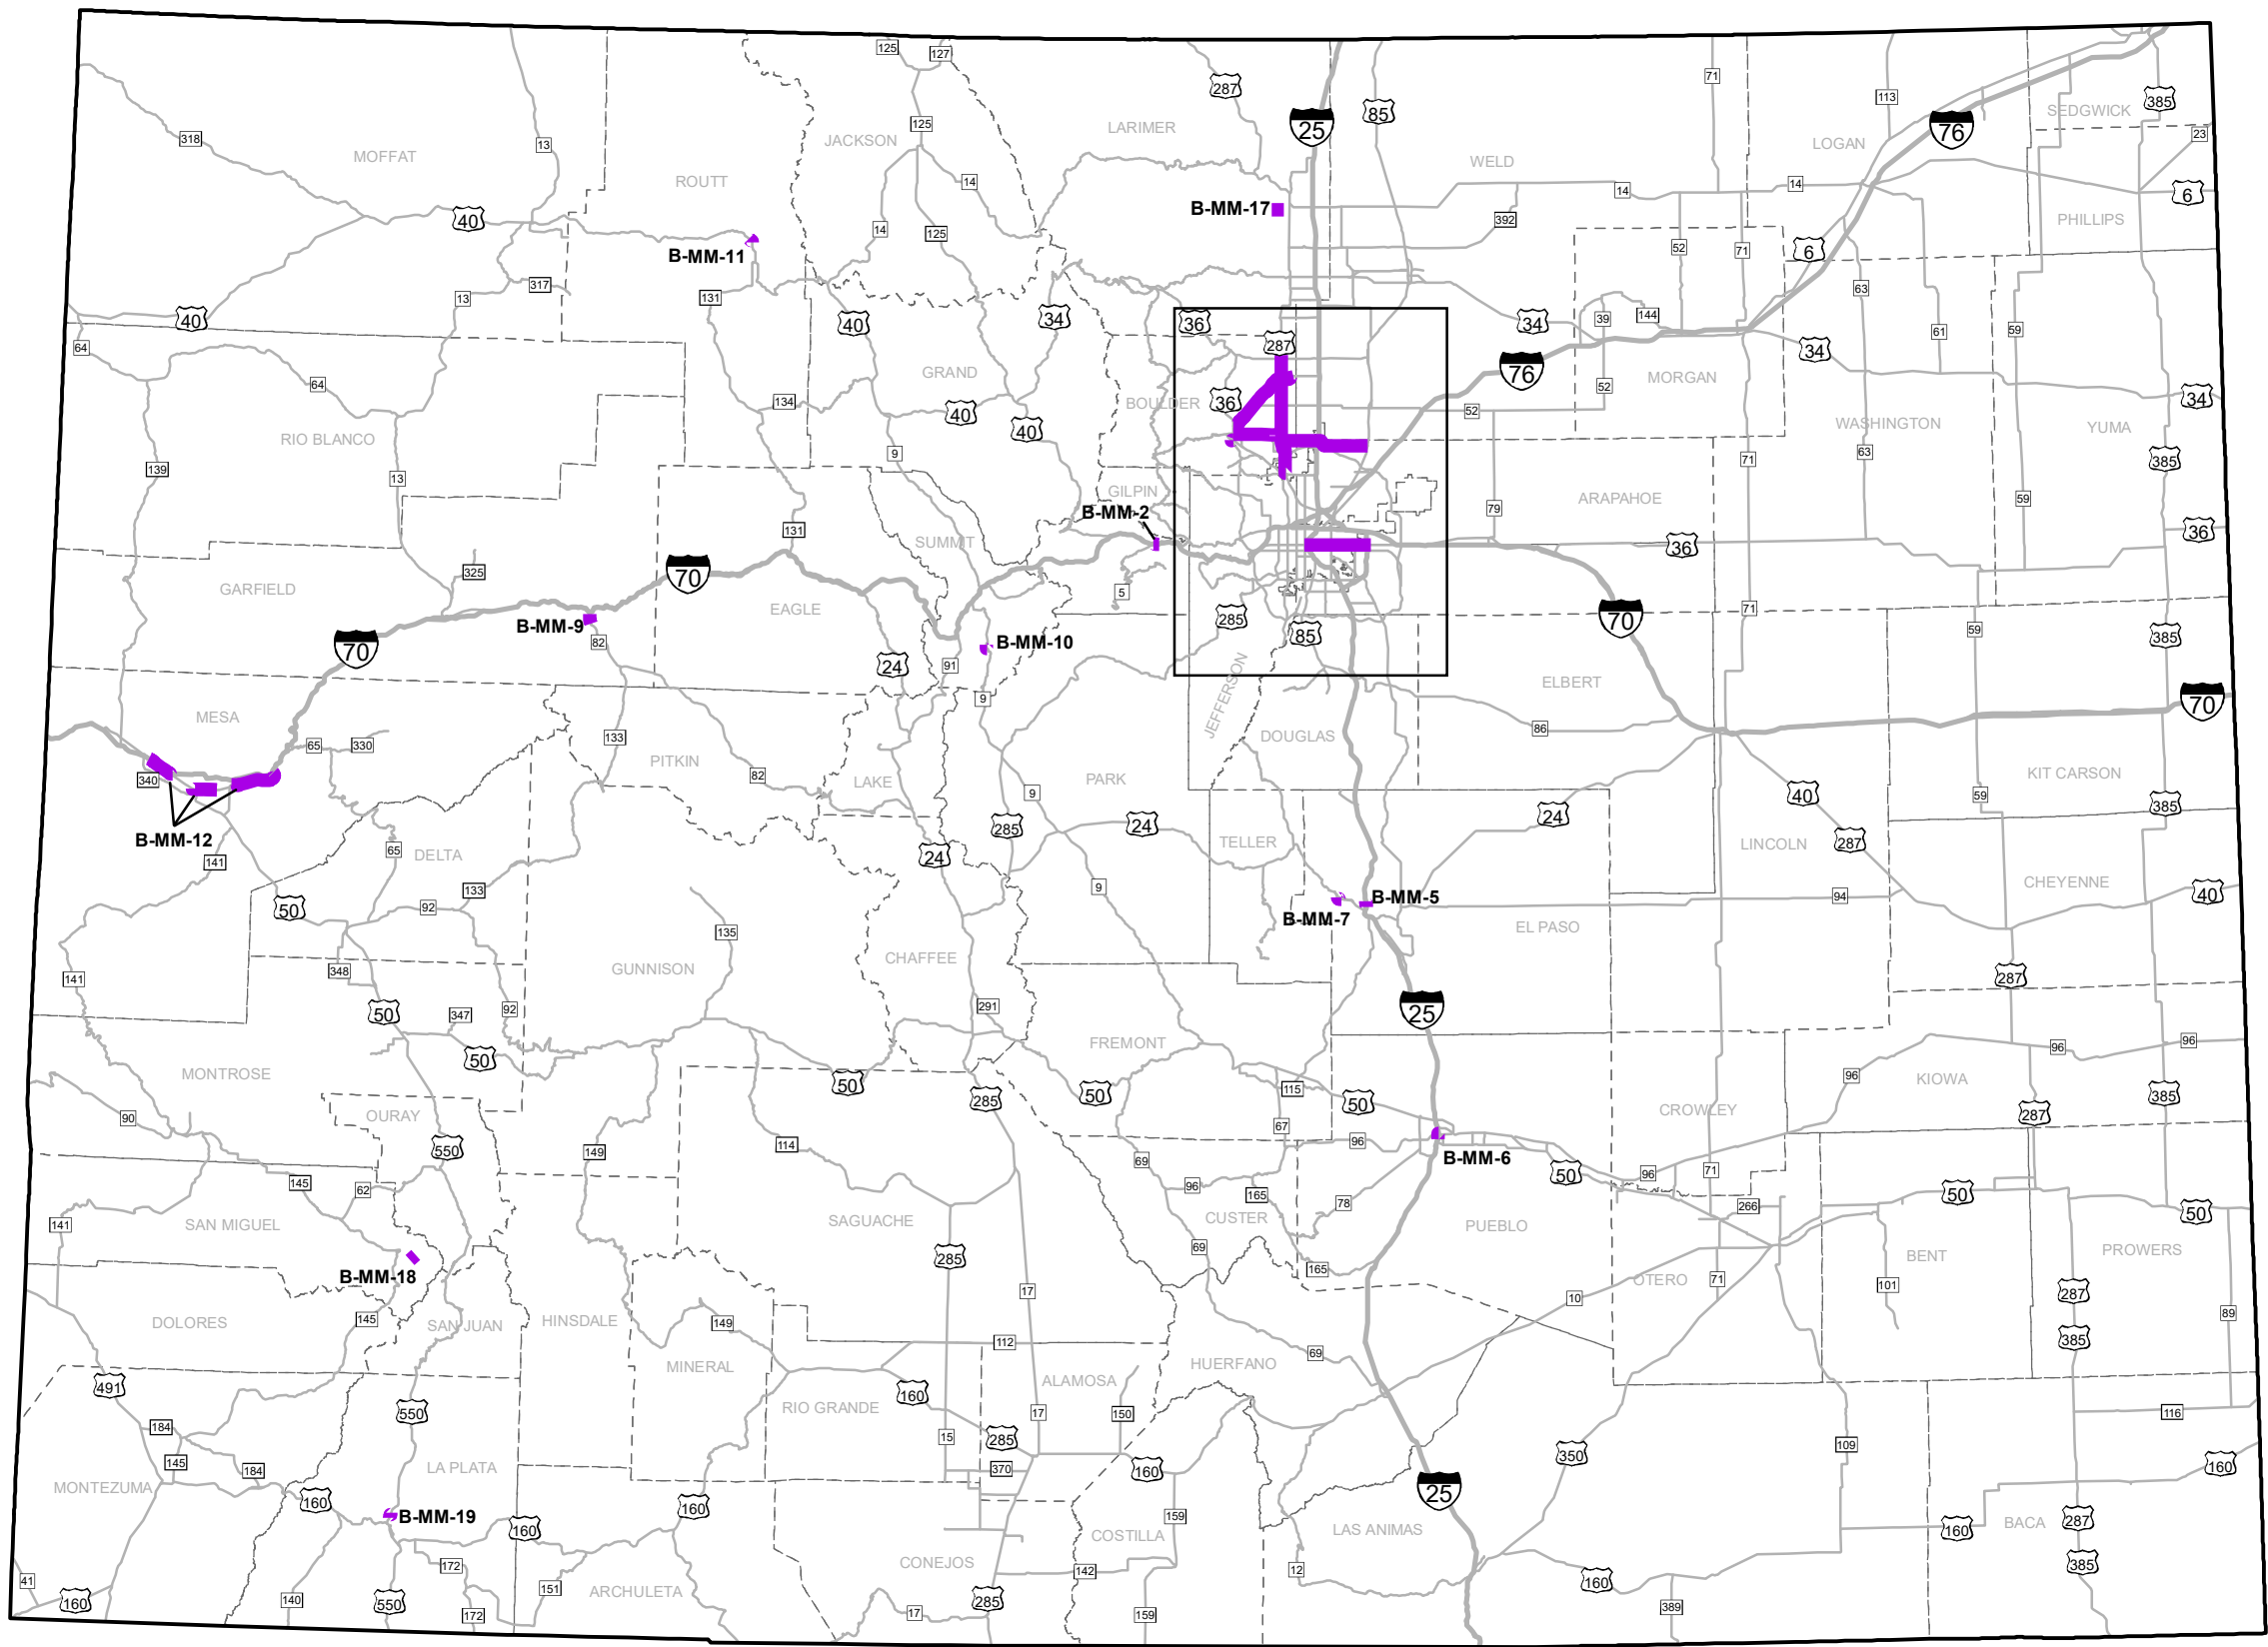 125
127
287
25
85
71
113
76
SEDGWICK
385
23
318
13
MOFFAT
JACKSON
125
LARIMER
WELD
LOGAN
ROUTT
14
14
14
6
40
B-MM-17
392
PHILLIPS
14
125
52
71
6
B-MM-11
131
317
13
63
40
40
34
36
34
39
144
59
61
64
287
34
76
MORGAN
64
GRAND
52
134
40
36
BOULDER
52
34
40
RIO BLANCO
WASHINGTON
YUMA
9
139
13
71
63
385
GILPIN
ARAPAHOE
59
B-MM-2
79
131
36
36
SUMMIT
70
325
GARFIELD
EAGLE
5
71
285
70
B-MM-9
85
59
385
82
70
B-MM-10
24
91
JEFFERSON
ELBERT
9
70
MESA
86
65
330
133
DOUGLAS
PITKIN
340
82
LAKE
PARK
KIT CARSON
9
40
59
385
24
285
24
B-MM-12
TELLER
LINCOLN
287
65
DELTA
24
141
133
9
CHEYENNE
40
50
92
B-MM-5
94
B-MM-7
135
EL PASO
CHAFFEE
GUNNISON
348
141
287
291
92
50
347
25
FREMONT
96
96
50
MONTROSE
50
96
KIOWA
115
50
285
50
385
90
OURAY
CROWLEY
287
67
550
149
114
96
B-MM-6
69
96
71
50
145
62
96
165
50
78
266
50
SAN MIGUEL
141
SAGUACHE
CUSTER
PUEBLO
BENT
PROWERS
69
285
B-MM-18
165
OTERO
71
101
17
287
10
DOLORES
145
SAN JUAN
HINSDALE
149
89
112
385
69
MINERAL
HUERFANO
491
ALAMOSA
160
RIO GRANDE
550
17
150
116
184
15
285
109
350
145
184
LA PLATA
370
160
160
MONTEZUMA
25
160
160
B-MM-19
159
287
160
160
COSTILLA
LAS ANIMAS
BACA
172
CONEJOS
385
142
12
41
151
ARCHULETA
160
160
140
550
285
172
17
159
389